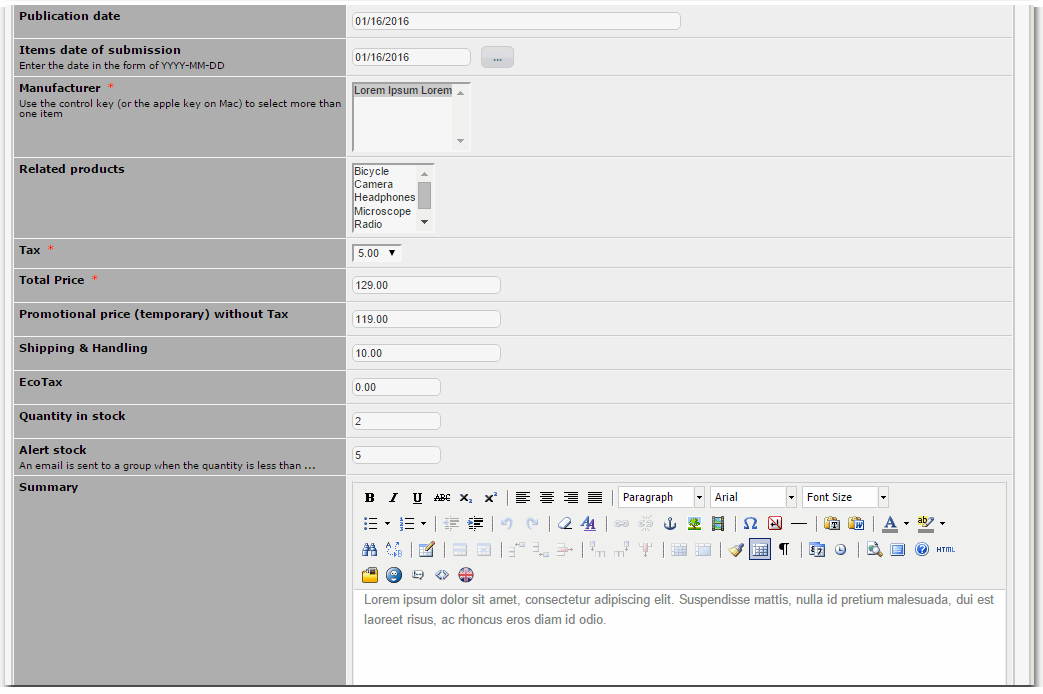 Publication date
01/16/2016
Items date of submission
Enter the date in the form of YYYY-MM-DD
01/16/2016
...
Manufacturer *
Use the control key (or the apple key on Mac) to select more than
one item
Lorem Ipsum Lorem
Related products
Bicycle
Camera
Headphones
Microscope
Radio
Tax *
5.00
Total Price *
129.00
Promotional price (temporary) without Tax
119.00
Shipping & Handling
10.00
EcoTax
0.00
Quantity in stock
2
Alert stock
An email is sent to a group when the quantity is less than ...
5
Summary
B I U ABC x₂ x² Paragraph Arial Font Size
HTML
Lorem ipsum dolor sit amet, consectetur adipiscing elit. Suspendisse mattis, nulla id pretium malesuada, dui est
laoreet risus, ac rhoncus eros diam id odio.